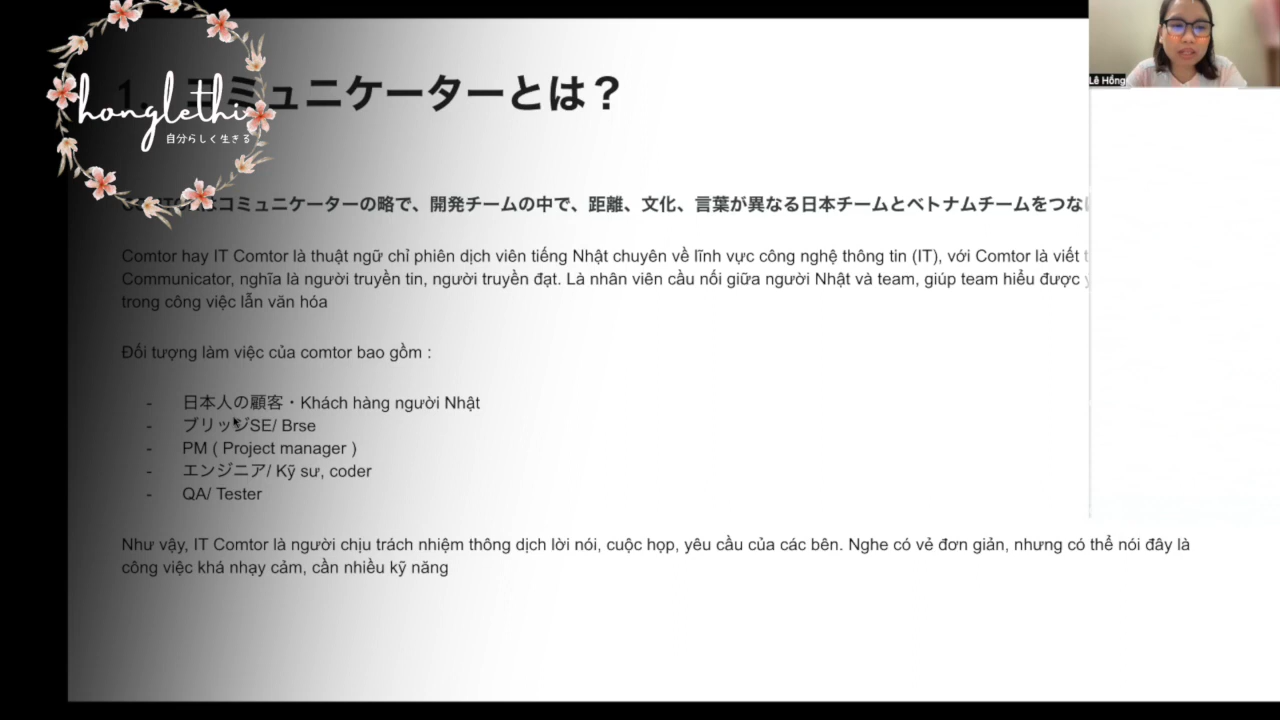 honglethi
自分らしく生きる
1. コミュニケーターとは？
はコミュニケーターの略で、開発チームの中で、距離、文化、言葉が異なる日本チームとベトナムチームをつな
Comtor hay IT Comtor là thuật ngữ chỉ phiên dịch viên tiếng Nhật chuyên về lĩnh vực công nghệ thông tin (IT), với Comtor là viết
Communicator, nghĩa là người truyền tin, người truyền đạt. Là nhân viên cầu nối giữa người Nhật và team, giúp team hiểu được
trong công việc lẫn văn hóa
Đối tượng làm việc của comtor bao gồm :
- 日本人の顧客・Khách hàng người Nhật
- ブリッジSE/ Brse
- PM ( Project manager )
- エンジニア/ Kỹ sư, coder
- QA/ Tester
Như vậy, IT Comtor là người chịu trách nhiệm thông dịch lời nói, cuộc họp, yêu cầu của các bên. Nghe có vẻ đơn giản, nhưng có thể nói đây là
công việc khá nhạy cảm, cần nhiều kỹ năng
Lê Hồng